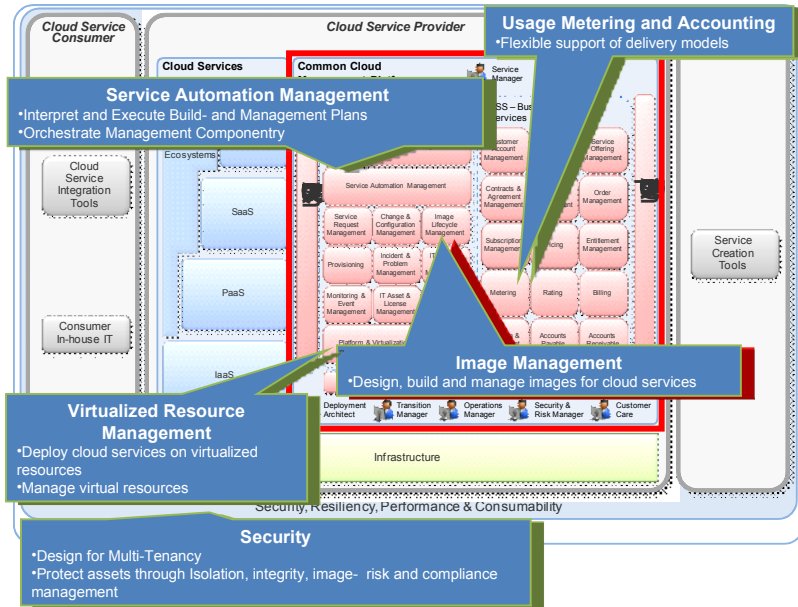 Cloud Service
Consumer
Cloud Service Provider
Usage Metering and Accounting
•Flexible support of delivery models
Cloud Services
Common Cloud
Service
Manager
Service Automation Management
•Interpret and Execute Build- and Management Plans
•Orchestrate Management Componentry
Ecosystems
Cloud
Service
Integration
Tools
SaaS
PaaS
IaaS
Consumer
In-house IT
Service Automation Management
Service
Request
Management
Change &
Configuration
Management
Image
Lifecycle
Management
Provisioning
Incident &
Problem
Management
Monitoring &
Event
Management
IT Asset &
License
Management
Account
Management
Service
Offering
Management
Contracts &
Agreement
Management
Order
Management
Subscription
Management
Entitlement
Management
Metering
Rating
Billing
Accounts
Accounts
Service
Creation
Tools
Image Management
•Design, build and manage images for cloud services
Virtualized Resource
Management
•Deploy cloud services on virtualized
resources
•Manage virtual resources
Deployment
Architect
Transition
Manager
Operations
Manager
Security &
Risk Manager
Customer
Care
Infrastructure
Security, Resiliency, Performance & Consumability
Security
•Design for Multi-Tenancy
•Protect assets through Isolation, integrity, image- risk and compliance
management